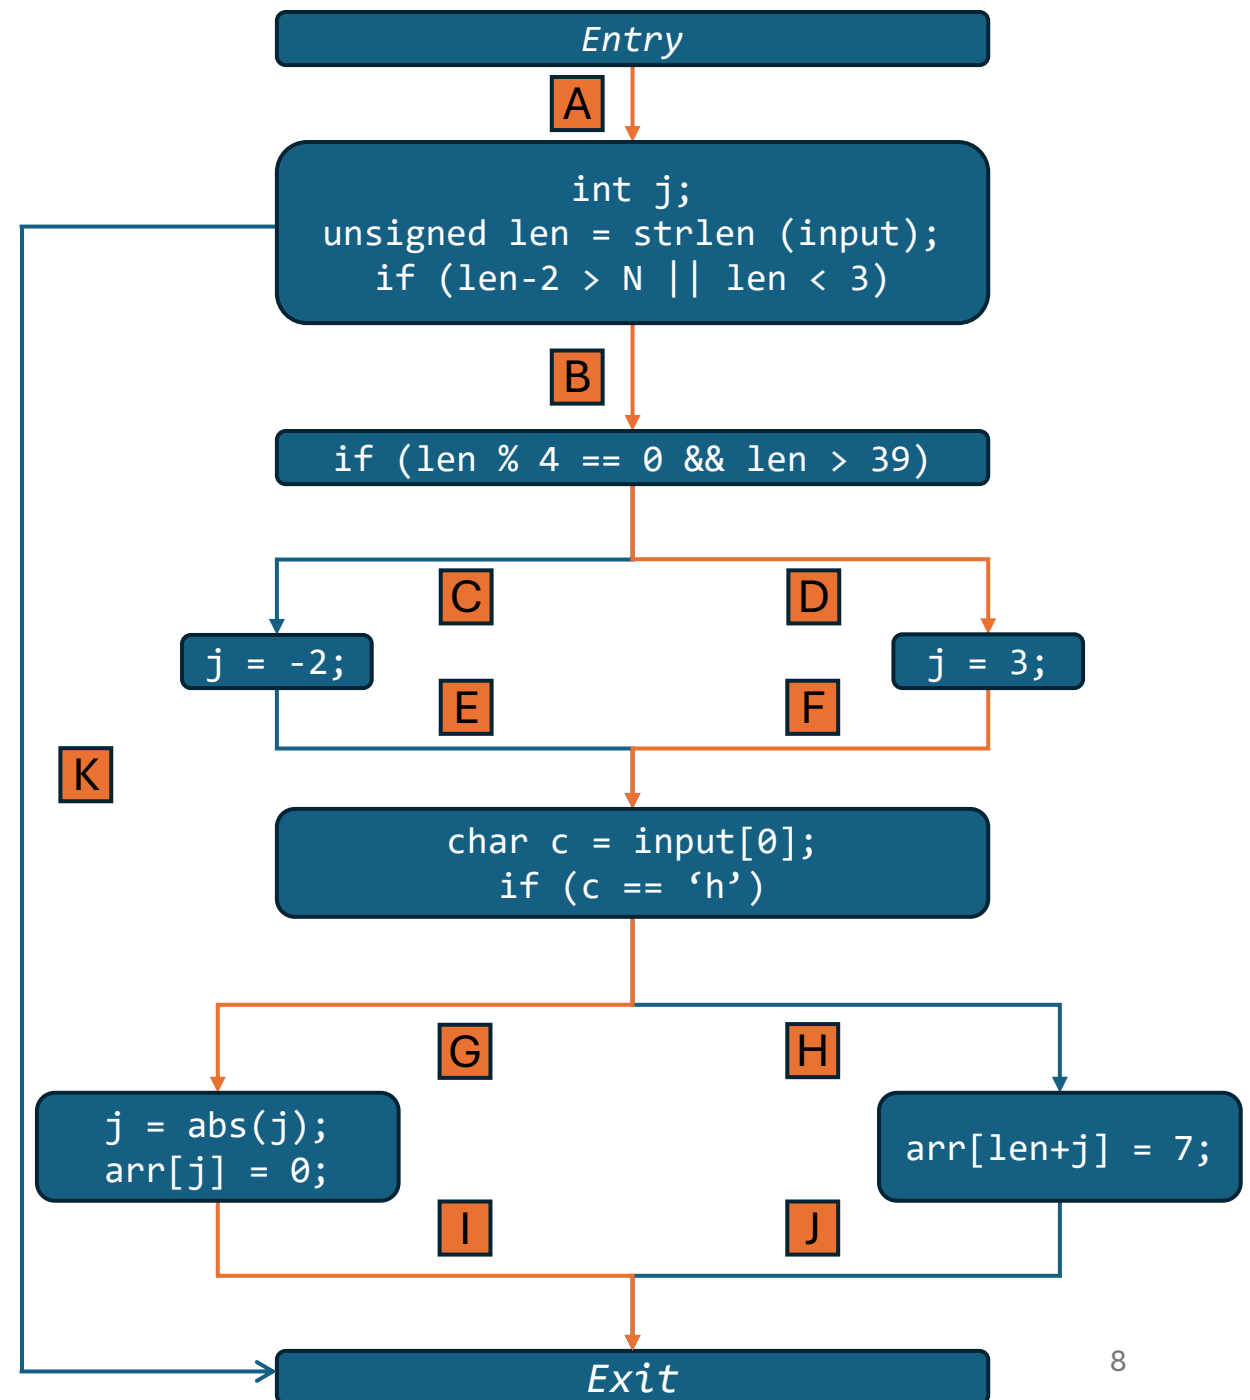 Entry
A
int j;
unsigned len = strlen (input);
if (len-2 > N || len < 3)
B
if (len % 4 == 0 && len > 39)
C
D
j = -2;
j = 3;
E
F
K
char c = input[0];
if (c == ‘h’)
G
H
j = abs(j);
arr[j] = 0;
arr[len+j] = 7;
I
J
Exit
8